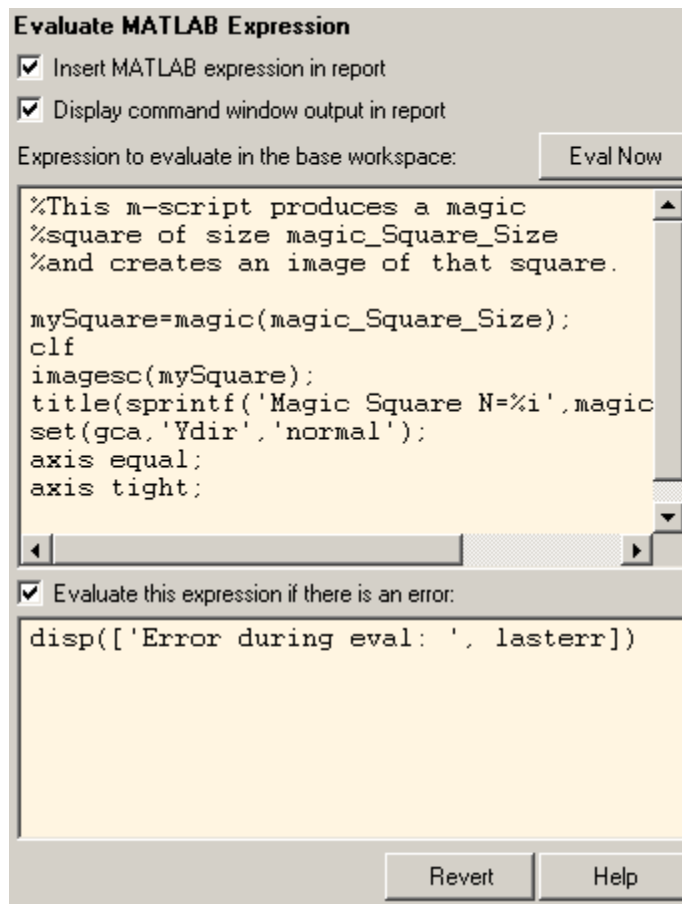 Evaluate MATLAB Expression
Insert MATLAB expression in report
Display command window output in report
Expression to evaluate in the base workspace: Eval Now
%This m-script produces a magic
%square of size magic_Square_Size
%and creates an image of that square.
mySquare=magic(magic_Square_Size);
clf
imagesc(mySquare);
title(sprintf('Magic Square N=%i',magic
set(gca,'Ydir','normal');
axis equal;
axis tight;
Evaluate this expression if there is an error:
disp(['Error during eval: ', lasterr])
Revert Help